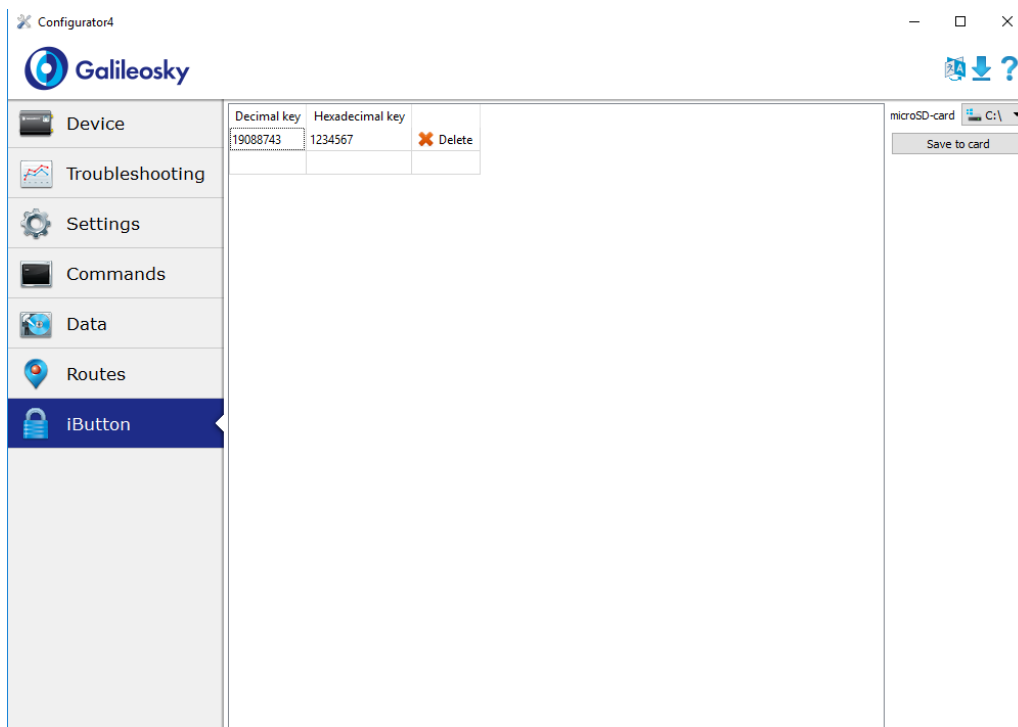 Configurator4
Galileosky
Device
Troubleshooting
Settings
Commands
Data
Routes
iButton
Decimal key Hexadecimal key
19088743 1234567 Delete
microSD-card C:\
Save to card